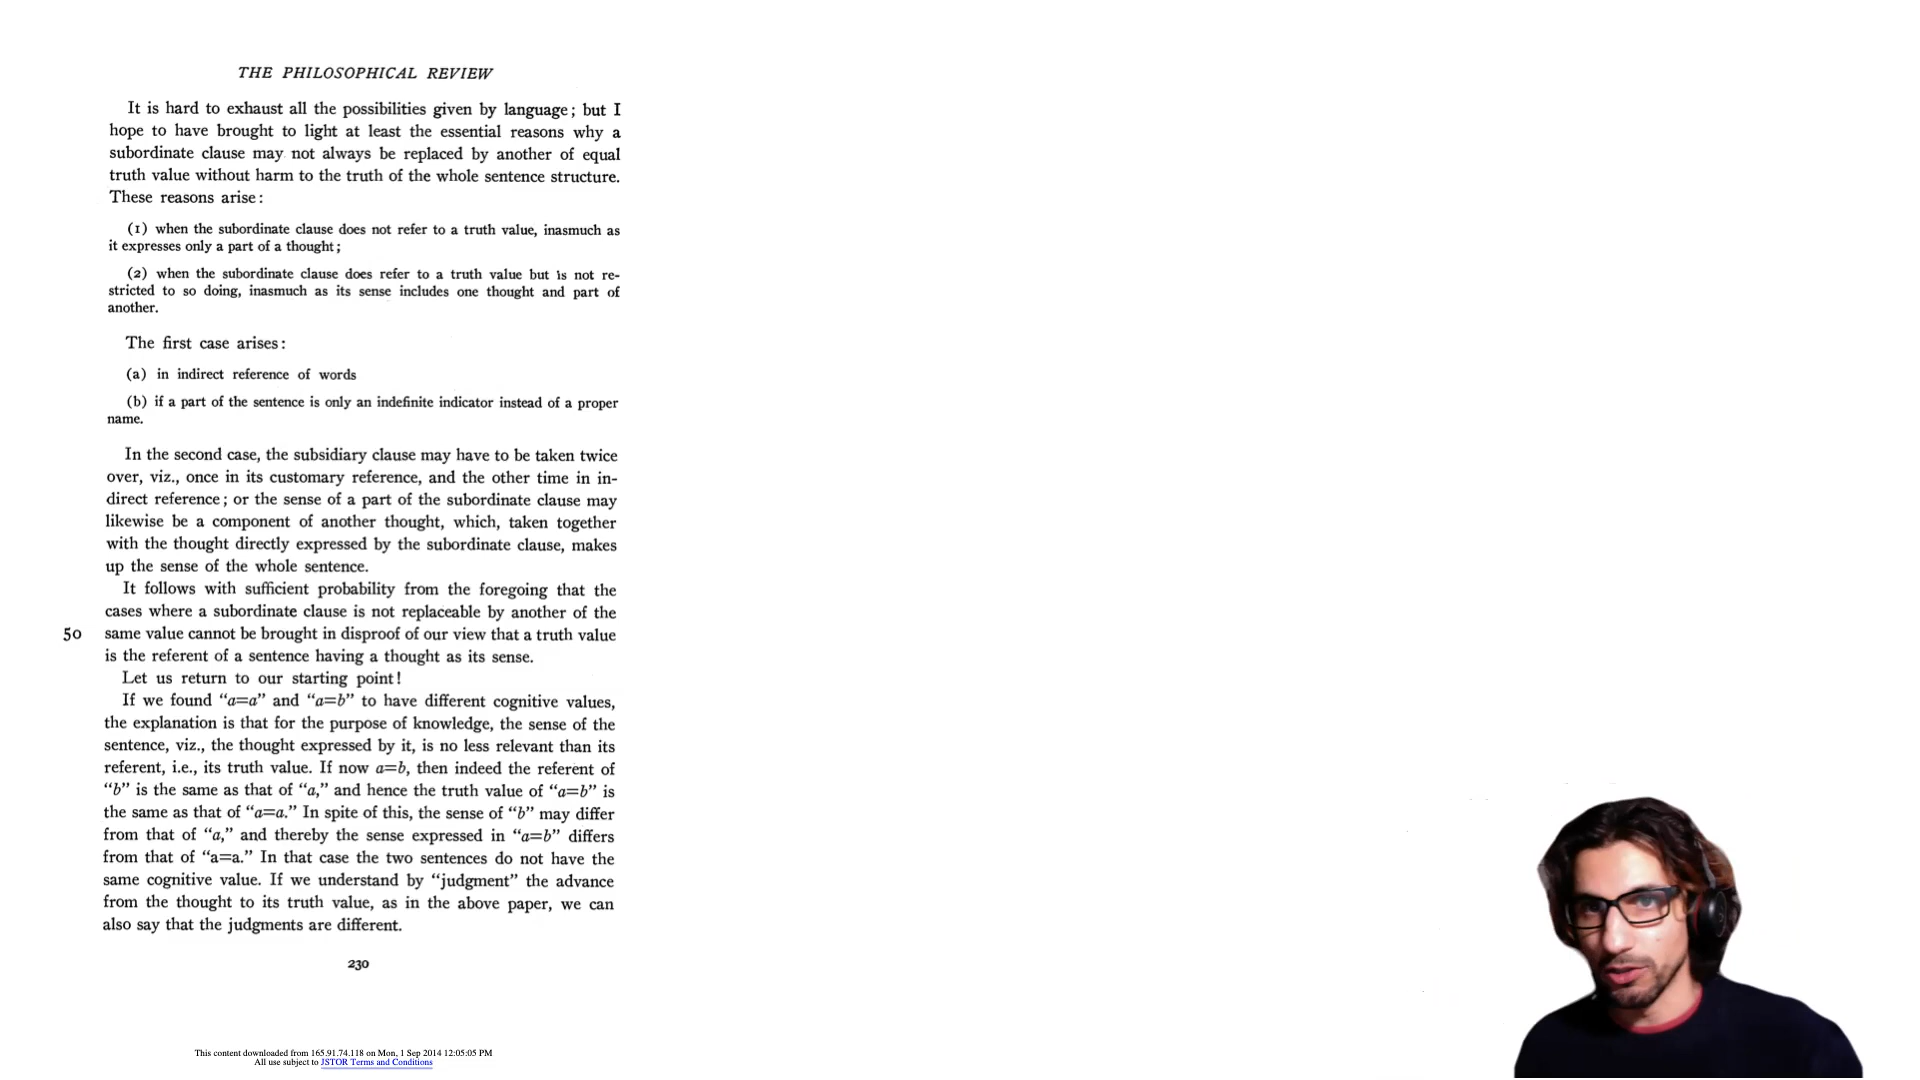 THE PHILOSOPHICAL REVIEW
It is hard to exhaust all the possibilities given by language; but I
hope to have brought to light at least the essential reasons why a
subordinate clause may not always be replaced by another of equal
truth value without harm to the truth of the whole sentence structure.
These reasons arise:
(1) when the subordinate clause does not refer to a truth value, inasmuch as
it expresses only a part of a thought;
(2) when the subordinate clause does refer to a truth value but is not re-
stricted to so doing, inasmuch as its sense includes one thought and part of
another.
The first case arises:
(a) in indirect reference of words
(b) if a part of the sentence is only an indefinite indicator instead of a proper
name.
In the second case, the subsidiary clause may have to be taken twice
over, viz., once in its customary reference, and the other time in in-
direct reference; or the sense of a part of the subordinate clause may
likewise be a component of another thought, which, taken together
with the thought directly expressed by the subordinate clause, makes
up the sense of the whole sentence.
It follows with sufficient probability from the foregoing that the
cases where a subordinate clause is not replaceable by another of the
50 same value cannot be brought in disproof of our view that a truth value
is the referent of a sentence having a thought as its sense.
Let us return to our starting point!
If we found “a=a” and “a=b” to have different cognitive values,
the explanation is that for the purpose of knowledge, the sense of the
sentence, viz., the thought expressed by it, is no less relevant than its
referent, i.e., its truth value. If now a=b, then indeed the referent of
“b” is the same as that of “a,” and hence the truth value of “a=b” is
the same as that of “a=a.” In spite of this, the sense of “b” may differ
from that of “a,” and thereby the sense expressed in “a=b” differs
from that of “a=a.” In that case the two sentences do not have the
same cognitive value. If we understand by “judgment” the advance
from the thought to its truth value, as in the above paper, we can
also say that the judgments are different.
230
This content downloaded from 165.91.74.118 on Mon, 1 Sep 2014 12:05:05 PM
All use subject to JSTOR Terms and Conditions